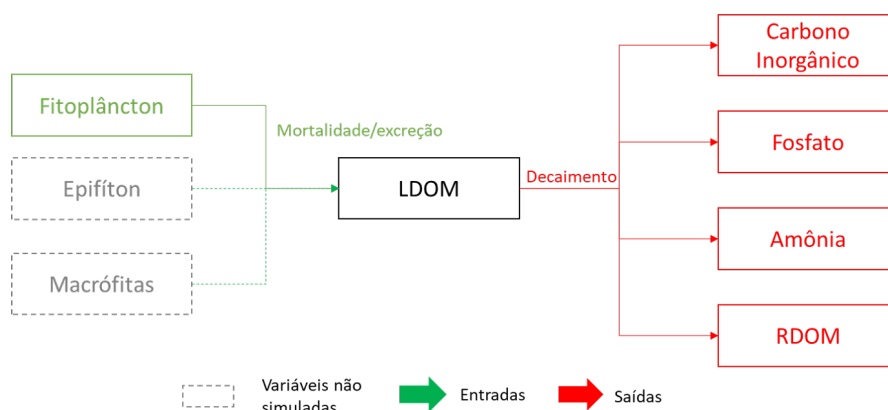 Carbono
Inorgânico
Fitoplâncton
Mortalidade/excreção
Fosfato
Epifíton
LDOM
Decaimento
Amônia
Macrófitas
RDOM
Variáveis não
simuladas
Entradas
Saídas